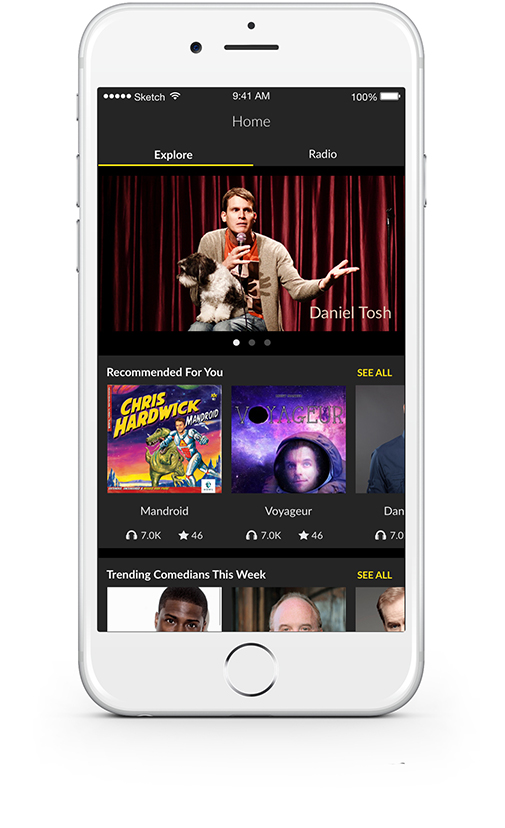 Sketch 9:41 AM 100%
Home
Explore Radio
Daniel Tosh
Recommended For You SEE ALL
CHRIS
HARDWICK
MANDROID
VOYAGEUR
Mandroid Voyageur Dan
7.0K 46 7.0K 46 7.0
Trending Comedians This Week SEE ALL